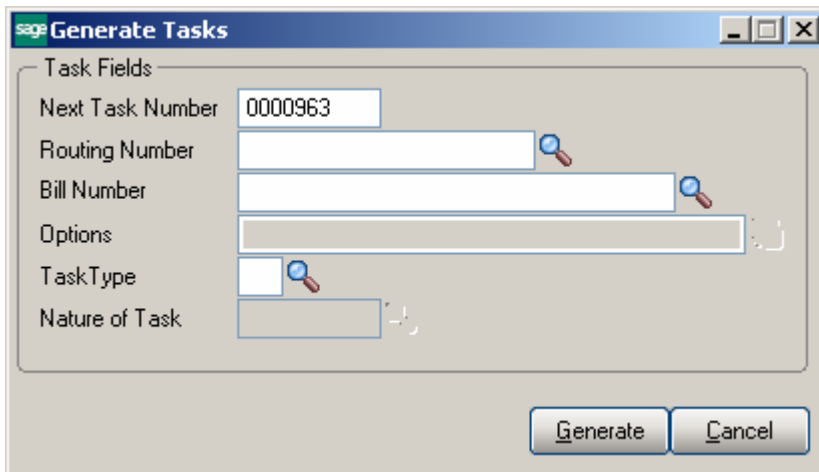 sage Generate Tasks
Task Fields
Next Task Number 0000963
Routing Number
Bill Number
Options
TaskType
Nature of Task
Generate Cancel